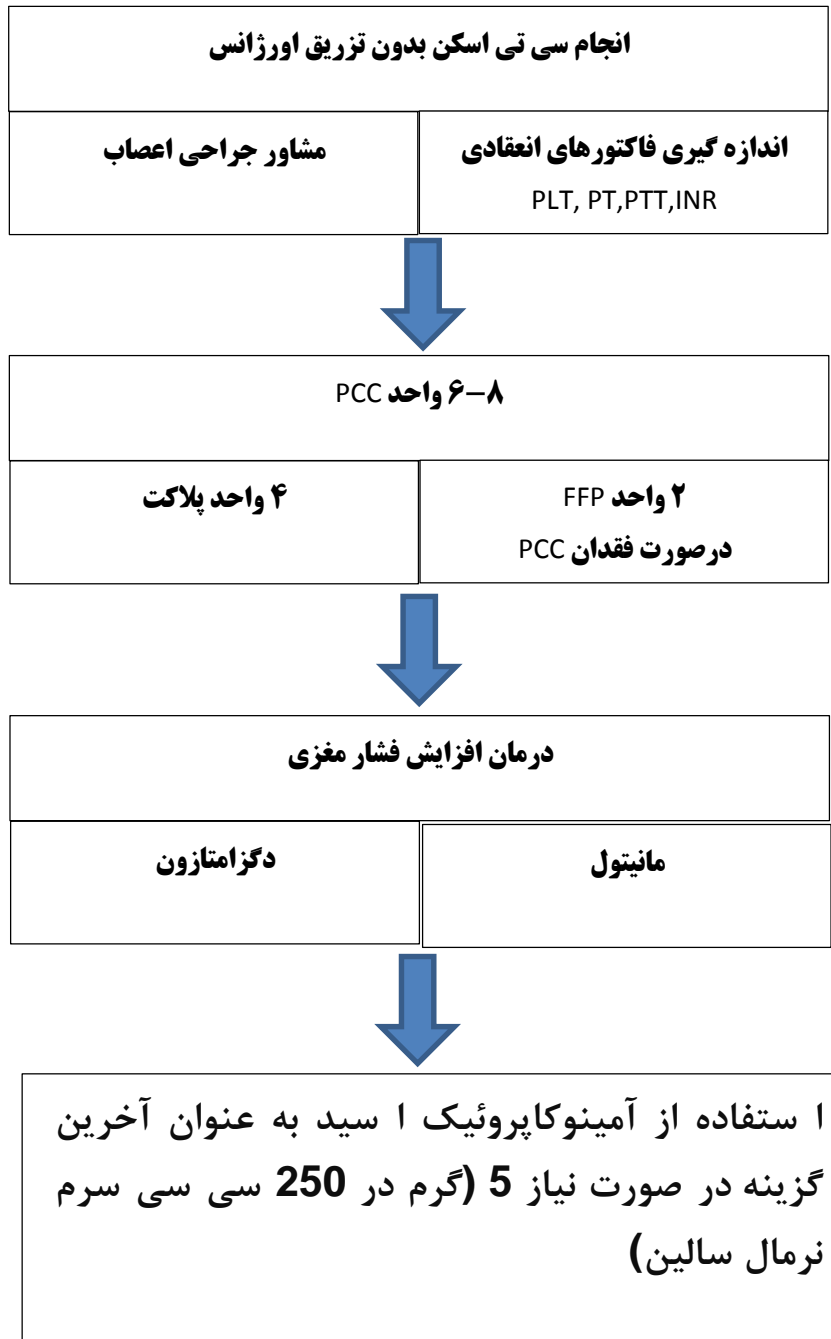 انجام سی تی اسکن بدون تزریق اورژانس
اندازه گیری فاکتورهای انعقادی
PLT, PT,PTT,INR
مشاور جراحی اعصاب
۶-۸ واحد PCC
۲ واحد FFP
درصورت فقدان PCC
۴ واحد پلاکت
درمان افزایش فشار مغزی
مانیتول
دگزامتازون
ا ستفاده از آمینوکاپروئیک ا سید به عنوان آخرین
گزینه در صورت نیاز 5 (گرم در 250 سی سی سرم
نرمال سالین)